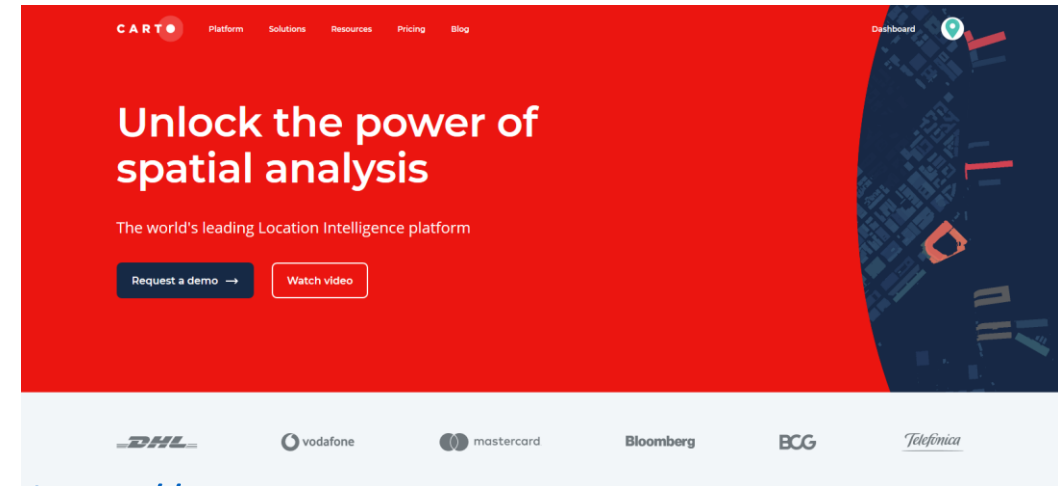 CARTO Platform Solutions Resources Pricing Blog Dashboard
Unlock the power of
spatial analysis
The world's leading Location Intelligence platform
Request a demo → Watch video
DHL vodafone mastercard Bloomberg BCG Telefónica